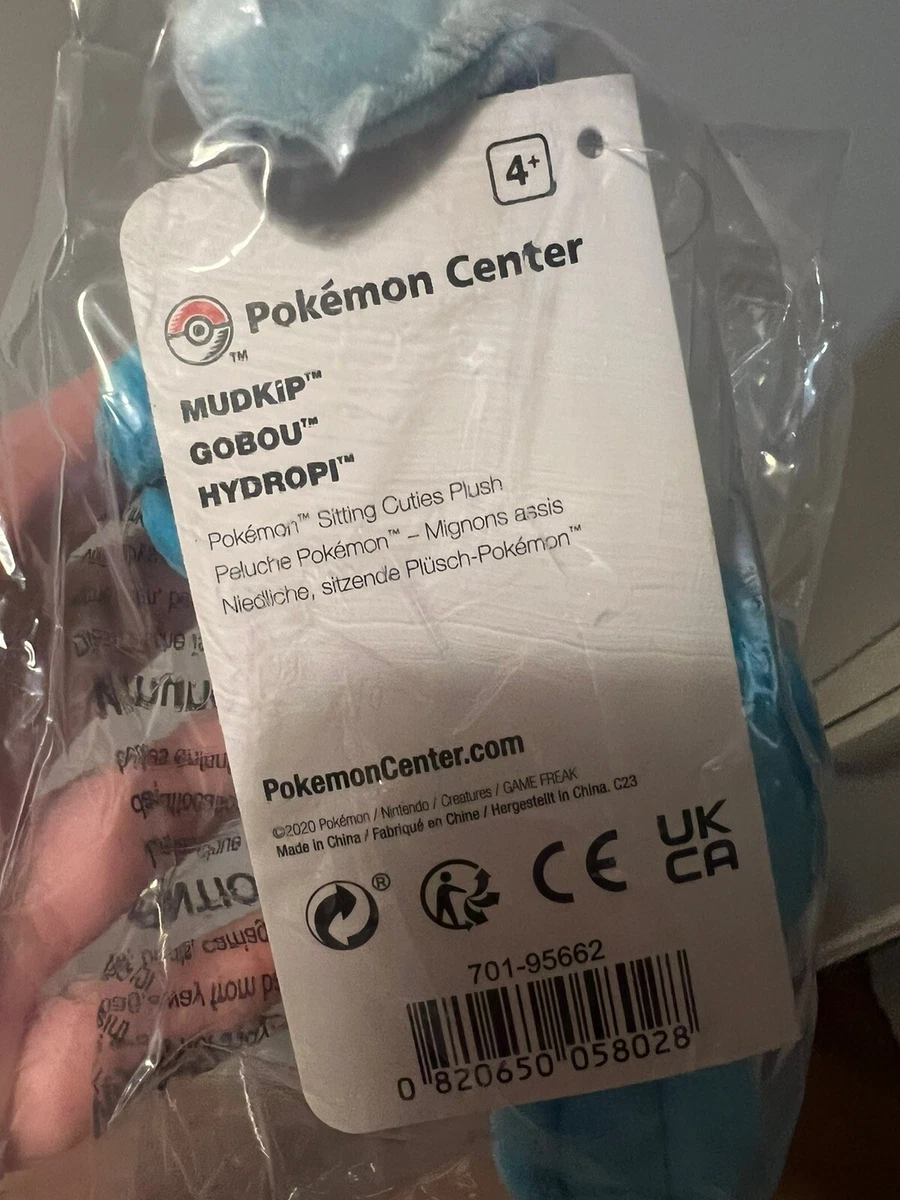 4+
Pokémon Center
TM
MUDKiP™
GOBOU™
HYDROPI™
Pokémon™ Sitting Cuties Plush
Peluche Pokémon™ – Mignons assis
Niedliche, sitzende Plüsch-Pokémon™
PokemonCenter.com
©2020 Pokémon / Nintendo / Creatures / GAME FREAK
Made in China / Fabriqué en Chine / Hergestellt in China. C23
®
CE
UK
CA
701-95662
0 820650 058028
away from